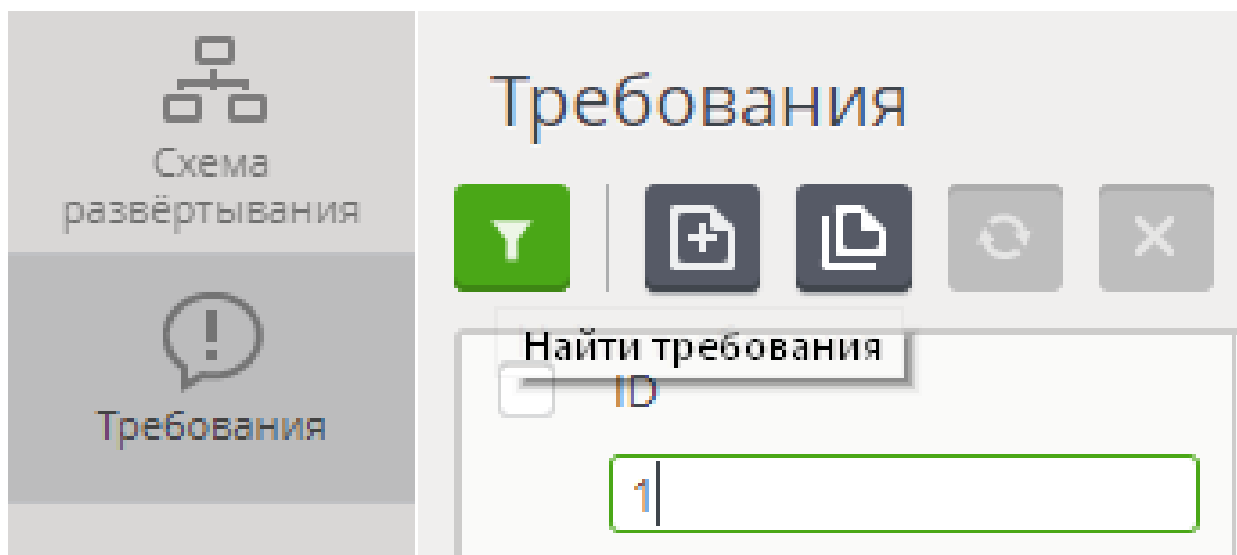 Схема
развёртывания
Требования
Требования
Найти требования
ID
1